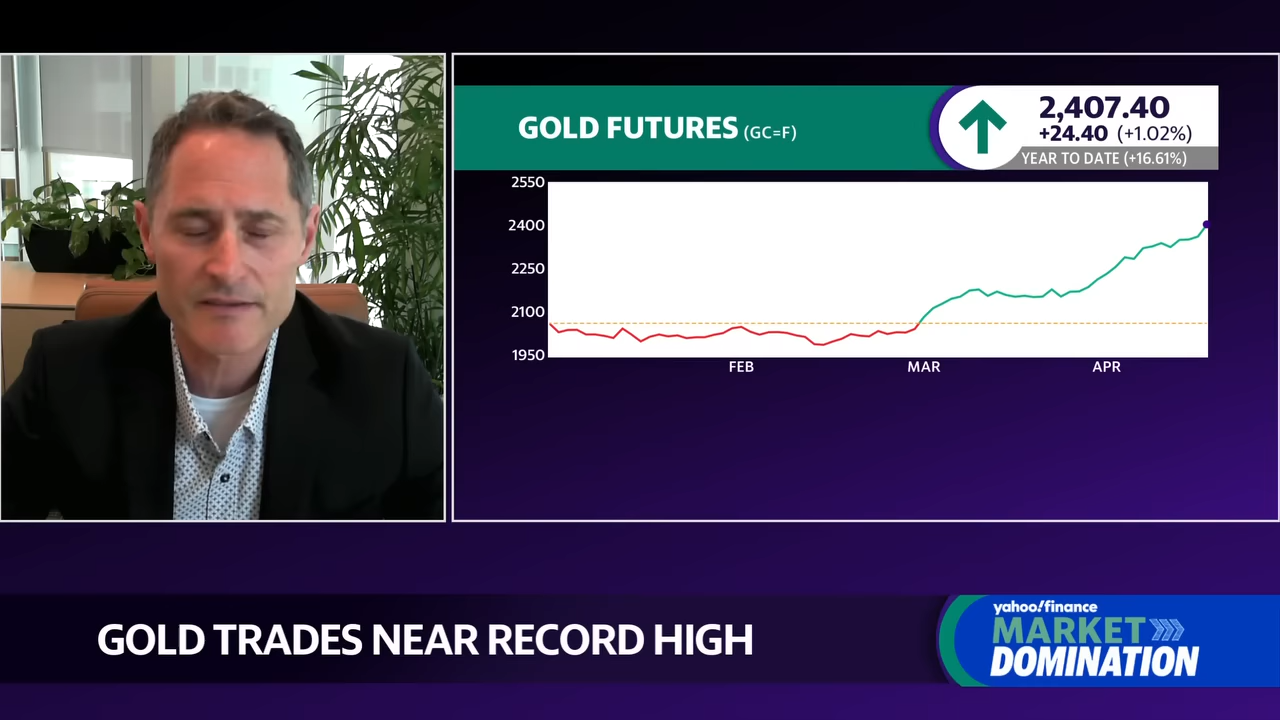 GOLD FUTURES (GC=F)
2,407.40
+24.40 (+1.02%)
YEAR TO DATE (+16.61%)
2550
2400
2250
2100
1950
FEB MAR APR
GOLD TRADES NEAR RECORD HIGH
yahoo!finance
MARKET
DOMINATION